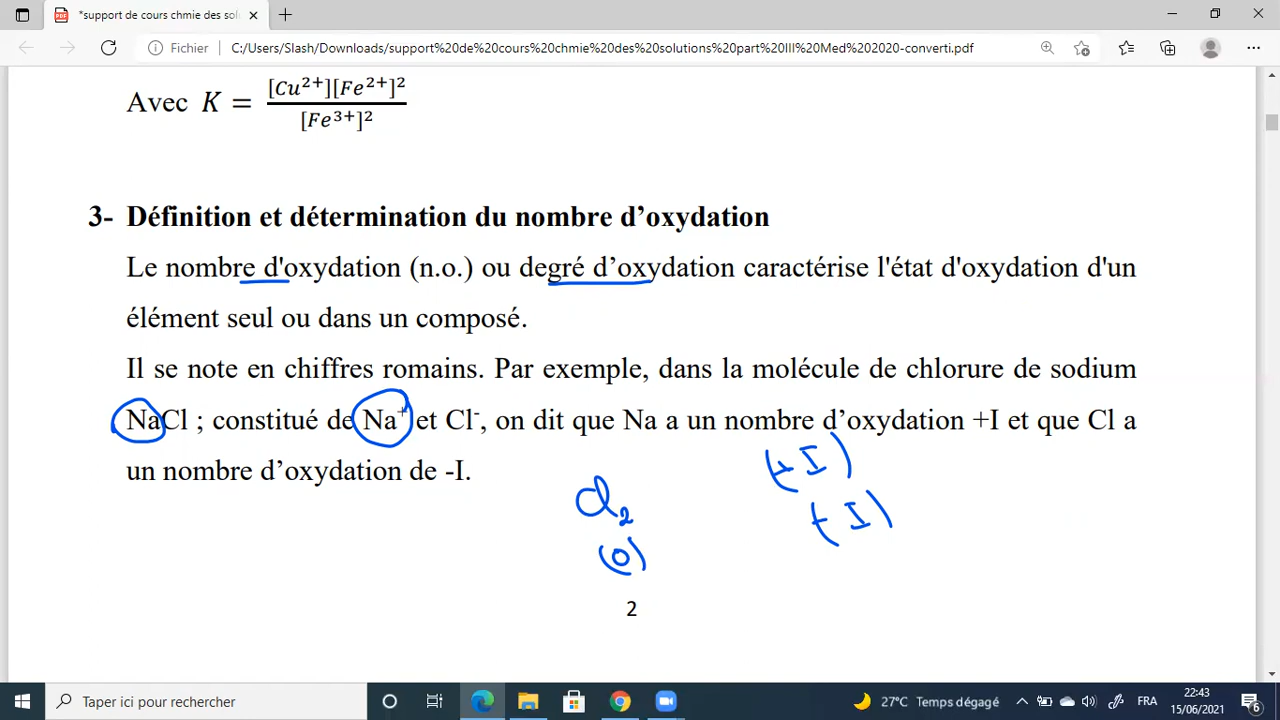 *support de cours chmie des sol
Fichier
C:/Users/Slash/Downloads/support%20de%20cours%20chmie%20des%20solutions%20part%20III%20Med%202020-converti.pdf
Avec K = [Cu²⁺][Fe²⁺]² / [Fe³⁺]²
3- Définition et détermination du nombre d’oxydation
Le nombre d'oxydation (n.o.) ou degré d’oxydation caractérise l'état d'oxydation d'un
élément seul ou dans un composé.
Il se note en chiffres romains. Par exemple, dans la molécule de chlorure de sodium
NaCl ; constitué de Na⁺ et Cl⁻, on dit que Na a un nombre d’oxydation +I et que Cl a
un nombre d’oxydation de -I.
(+I)
(+I)
(0)
2
Taper ici pour rechercher
27°C Temps dégagé
FRA
22:43
15/06/2021
6